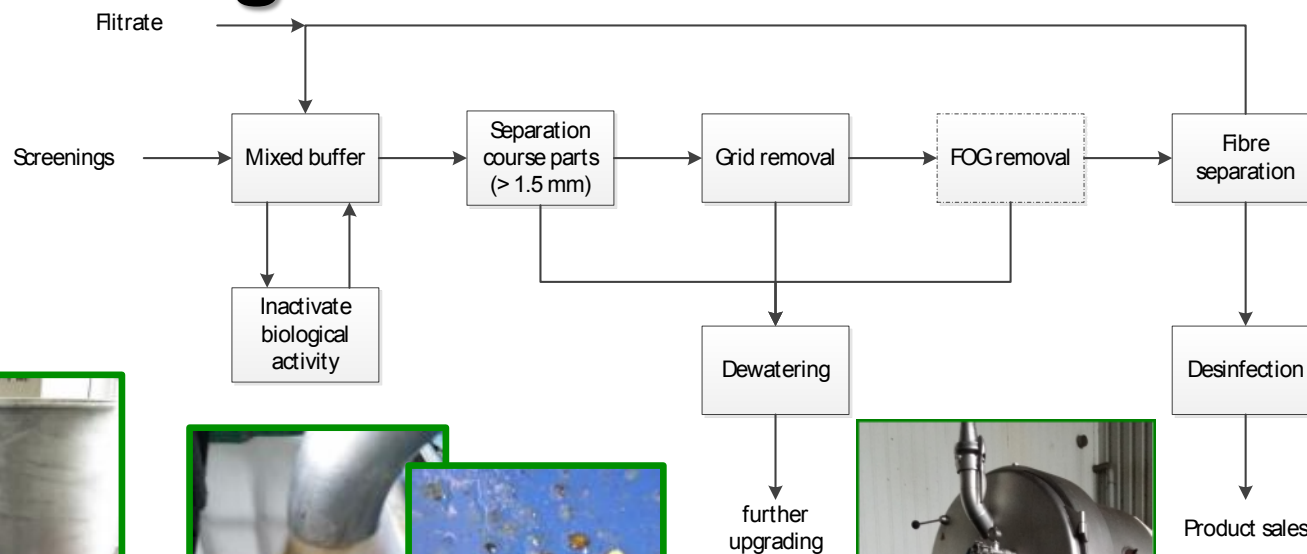 Fliltrate
Screenings
Mixed buffer
Separation
course parts
(> 1.5 mm)
Grid removal
FOG removal
Fibre
separation
Inactivate
biological
activity
Dewatering
Desinfection
further
upgrading
Product sales